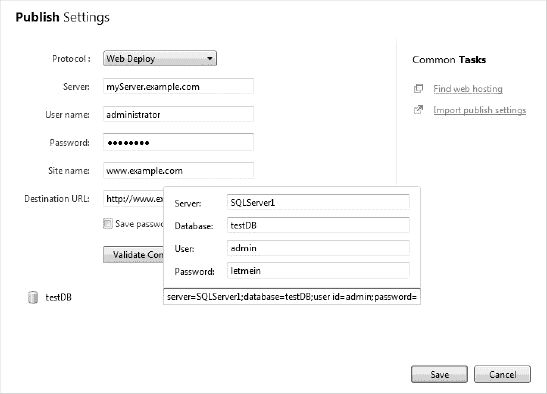 Publish Settings
Protocol: Web Deploy
Common Tasks
Server: myServer.example.com
Find web hosting
User name: administrator
Import publish settings
Password: ●●●●●●●●
Site name: www.example.com
Destination URL: http://www.ex
Server: SQLServer1
Save passw
Database: testDB
User: admin
Validate Con
Password: letmein
testDB
server=SQLServer1;database=testDB;user id=admin;password=
Save
Cancel